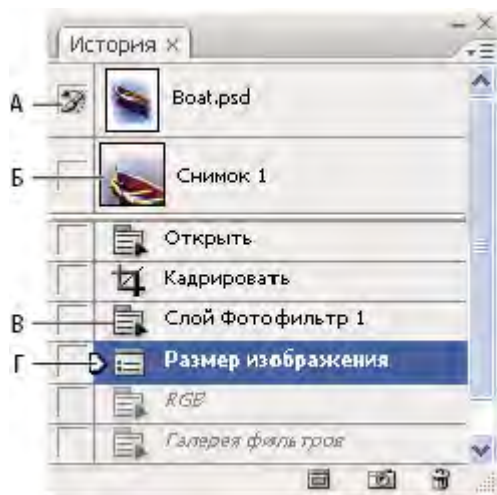 История ×
А
Boat.psd
Б
Снимок 1
Открыть
Кадрировать
В
Слой Фотофильтр 1
Г
Размер изображения
RGB
Галерея фильтров